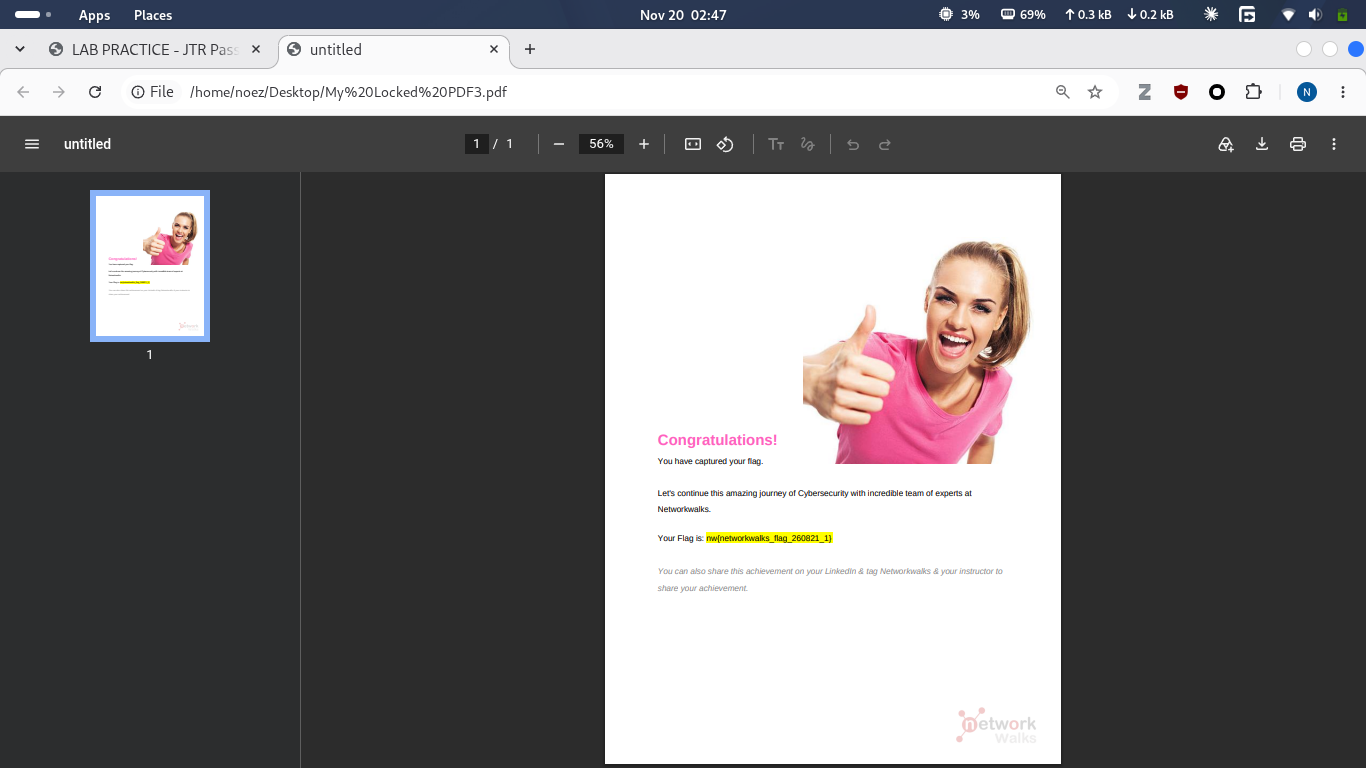 Apps Places Nov 20 02:47 3% 69% 0.3 kB 0.2 kB
LAB PRACTICE - JTR Pas untitled
File /home/noez/Desktop/My%20Locked%20PDF3.pdf N
untitled 1 / 1 56%
1
Congratulations!
You have captured your flag.
Let's continue this amazing journey of Cybersecurity with incredible team of experts at
Networkwalks.
Your Flag is: nw{networkwalks_flag_260821_1}
You can also share this achievement on your LinkedIn & tag Networkwalks & your instructor to
share your achievement.
network
Walks